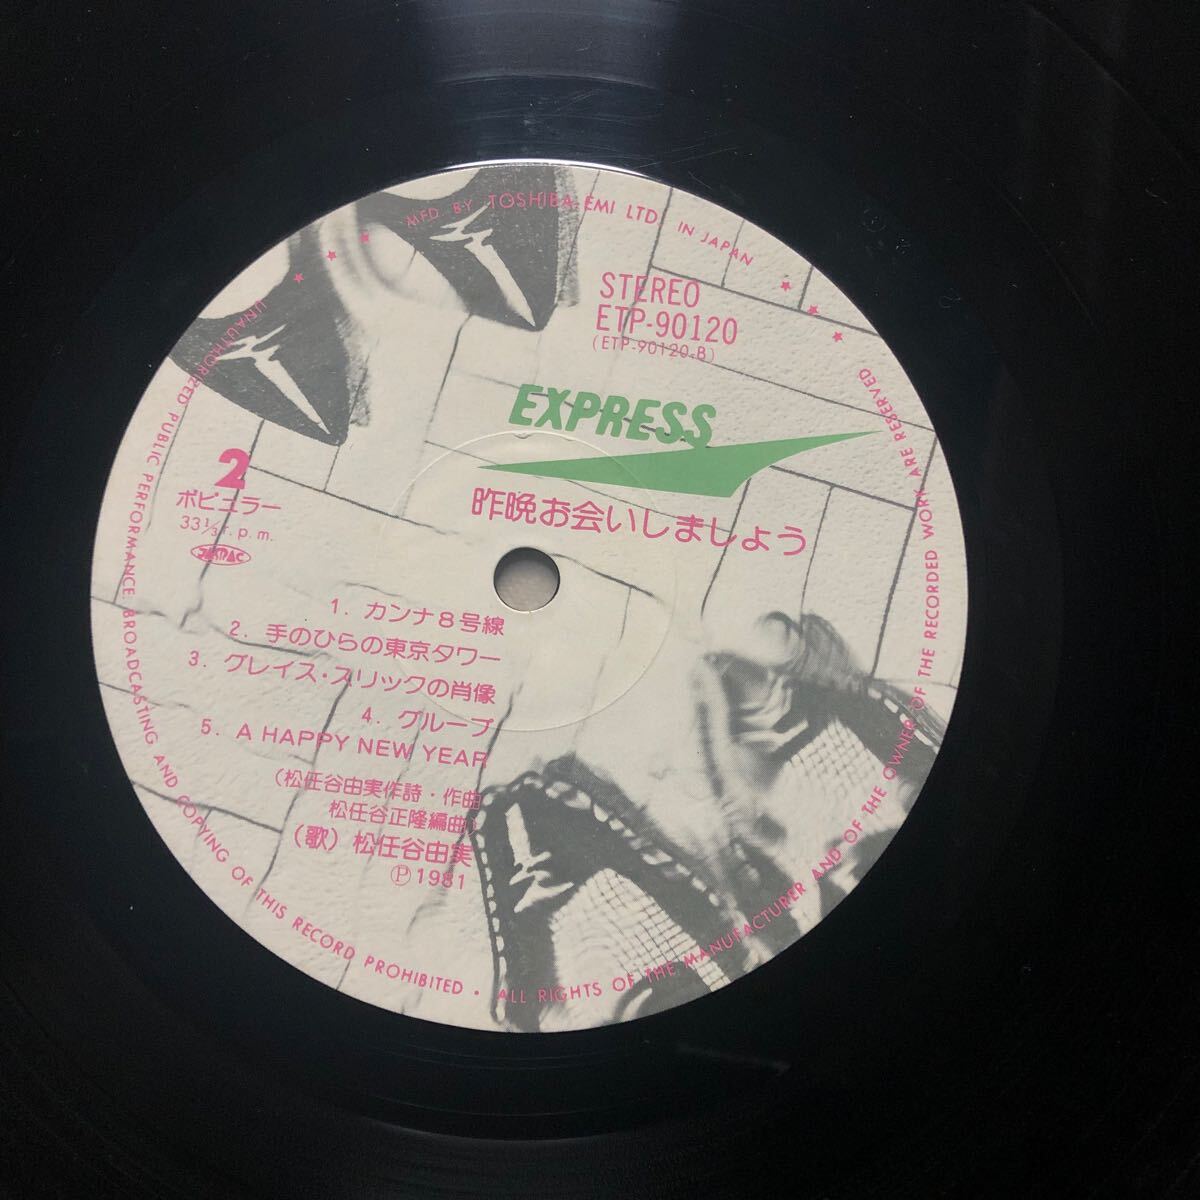 MFD. BY TOSHIBA-EMI LTD. IN JAPAN
★ ★ ★
STEREO
ETP-90120
(ETP-90120-B)
EXPRESS
2
ポピュラー
33 1/3 r.p.m.
JASRAC
昨晩お会いしましょう
1. カンナ8号線
2. 手のひらの東京タワー
3. グレイス・スリックの肖像
4. グループ
5. A HAPPY NEW YEAR
(松任谷由実作詩・作曲
松任谷正隆編曲)
(歌) 松任谷由実
Ⓟ1981
UNAUTHORIZED PUBLIC PERFORMANCE BROADCASTING AND COPYING OF THIS RECORD PROHIBITED • ALL RIGHTS OF THE MANUFACTURER AND OF THE OWNER OF THE RECORDED WORK ARE RESERVED
★ ★ ★